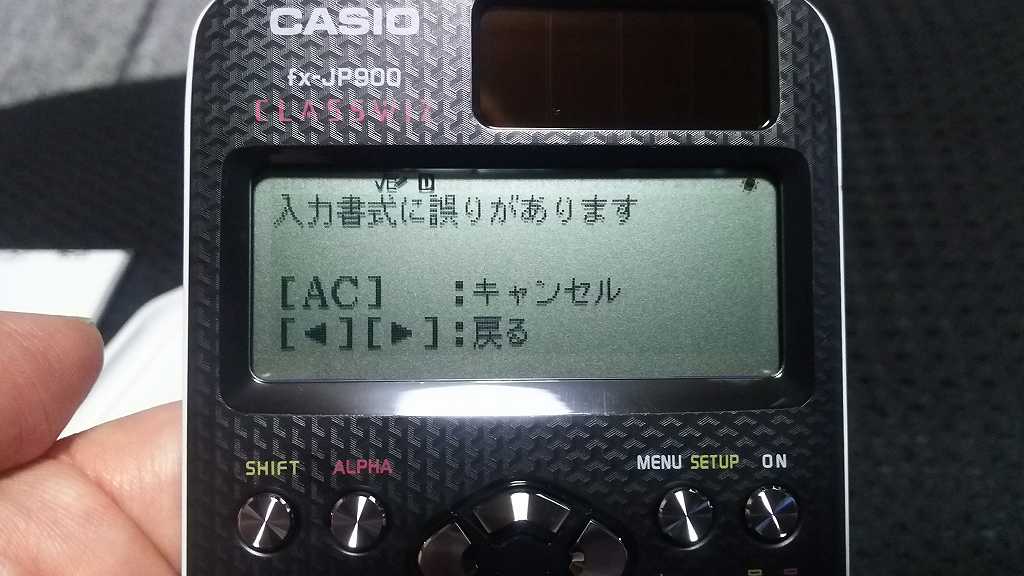 CASIO
fx-JP900
CLASSWIZ
入力書式に誤りがあります
[AC] :キャンセル
[◀][▶]:戻る
SHIFT ALPHA MENU SETUP ON